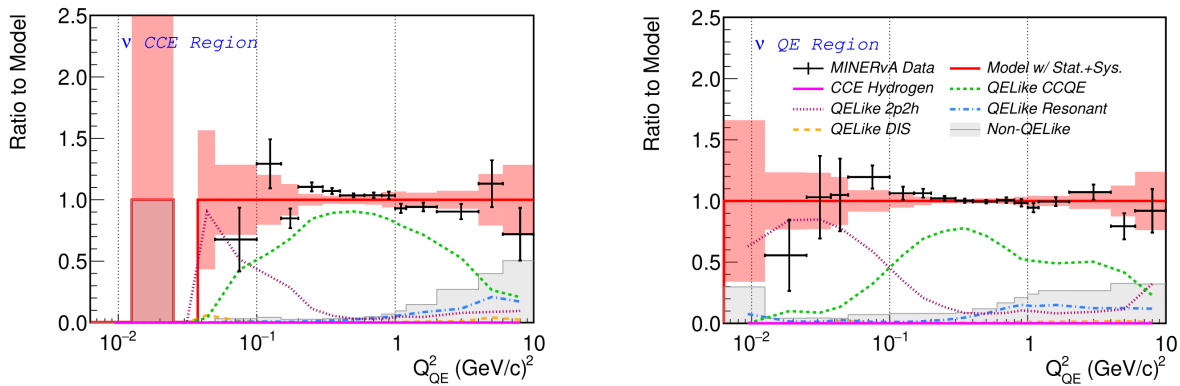 Ratio to Model
2.5
2.0
1.5
1.0
0.5
0.0
ν CCE Region
10⁻²
10⁻¹
1
10
Q²QE (GeV/c)²
Ratio to Model
2.5
2.0
1.5
1.0
0.5
0.0
ν QE Region
MINERvA Data
Model w/ Stat.+Sys.
CCE Hydrogen
QELike CCQE
QELike 2p2h
QELike Resonant
QELike DIS
Non-QELike
10⁻²
10⁻¹
1
10
Q²QE (GeV/c)²